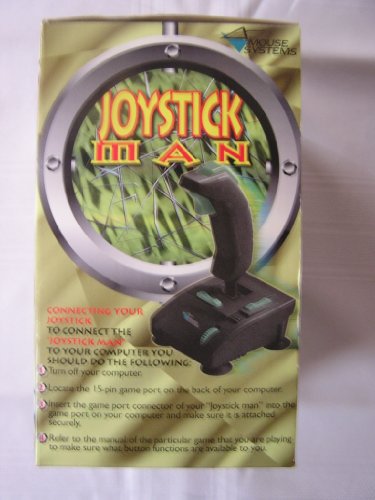 MOUSE
SYSTEMS
JOYSTICK
MAN
CONNECTING YOUR
JOYSTICK
TO CONNECT THE
"JOYSTICK MAN"
TO YOUR COMPUTER YOU
SHOULD DO THE FOLLOWING:
Turn off your computer.
Locate the 15-pin game port on the back of your computer.
Insert the game port connector of your "Joystick man" into the
game port on your computer and make sure it is attached
securely.
Refer to the manual of the particular game that you are playing
to make sure what button functions are available to you.